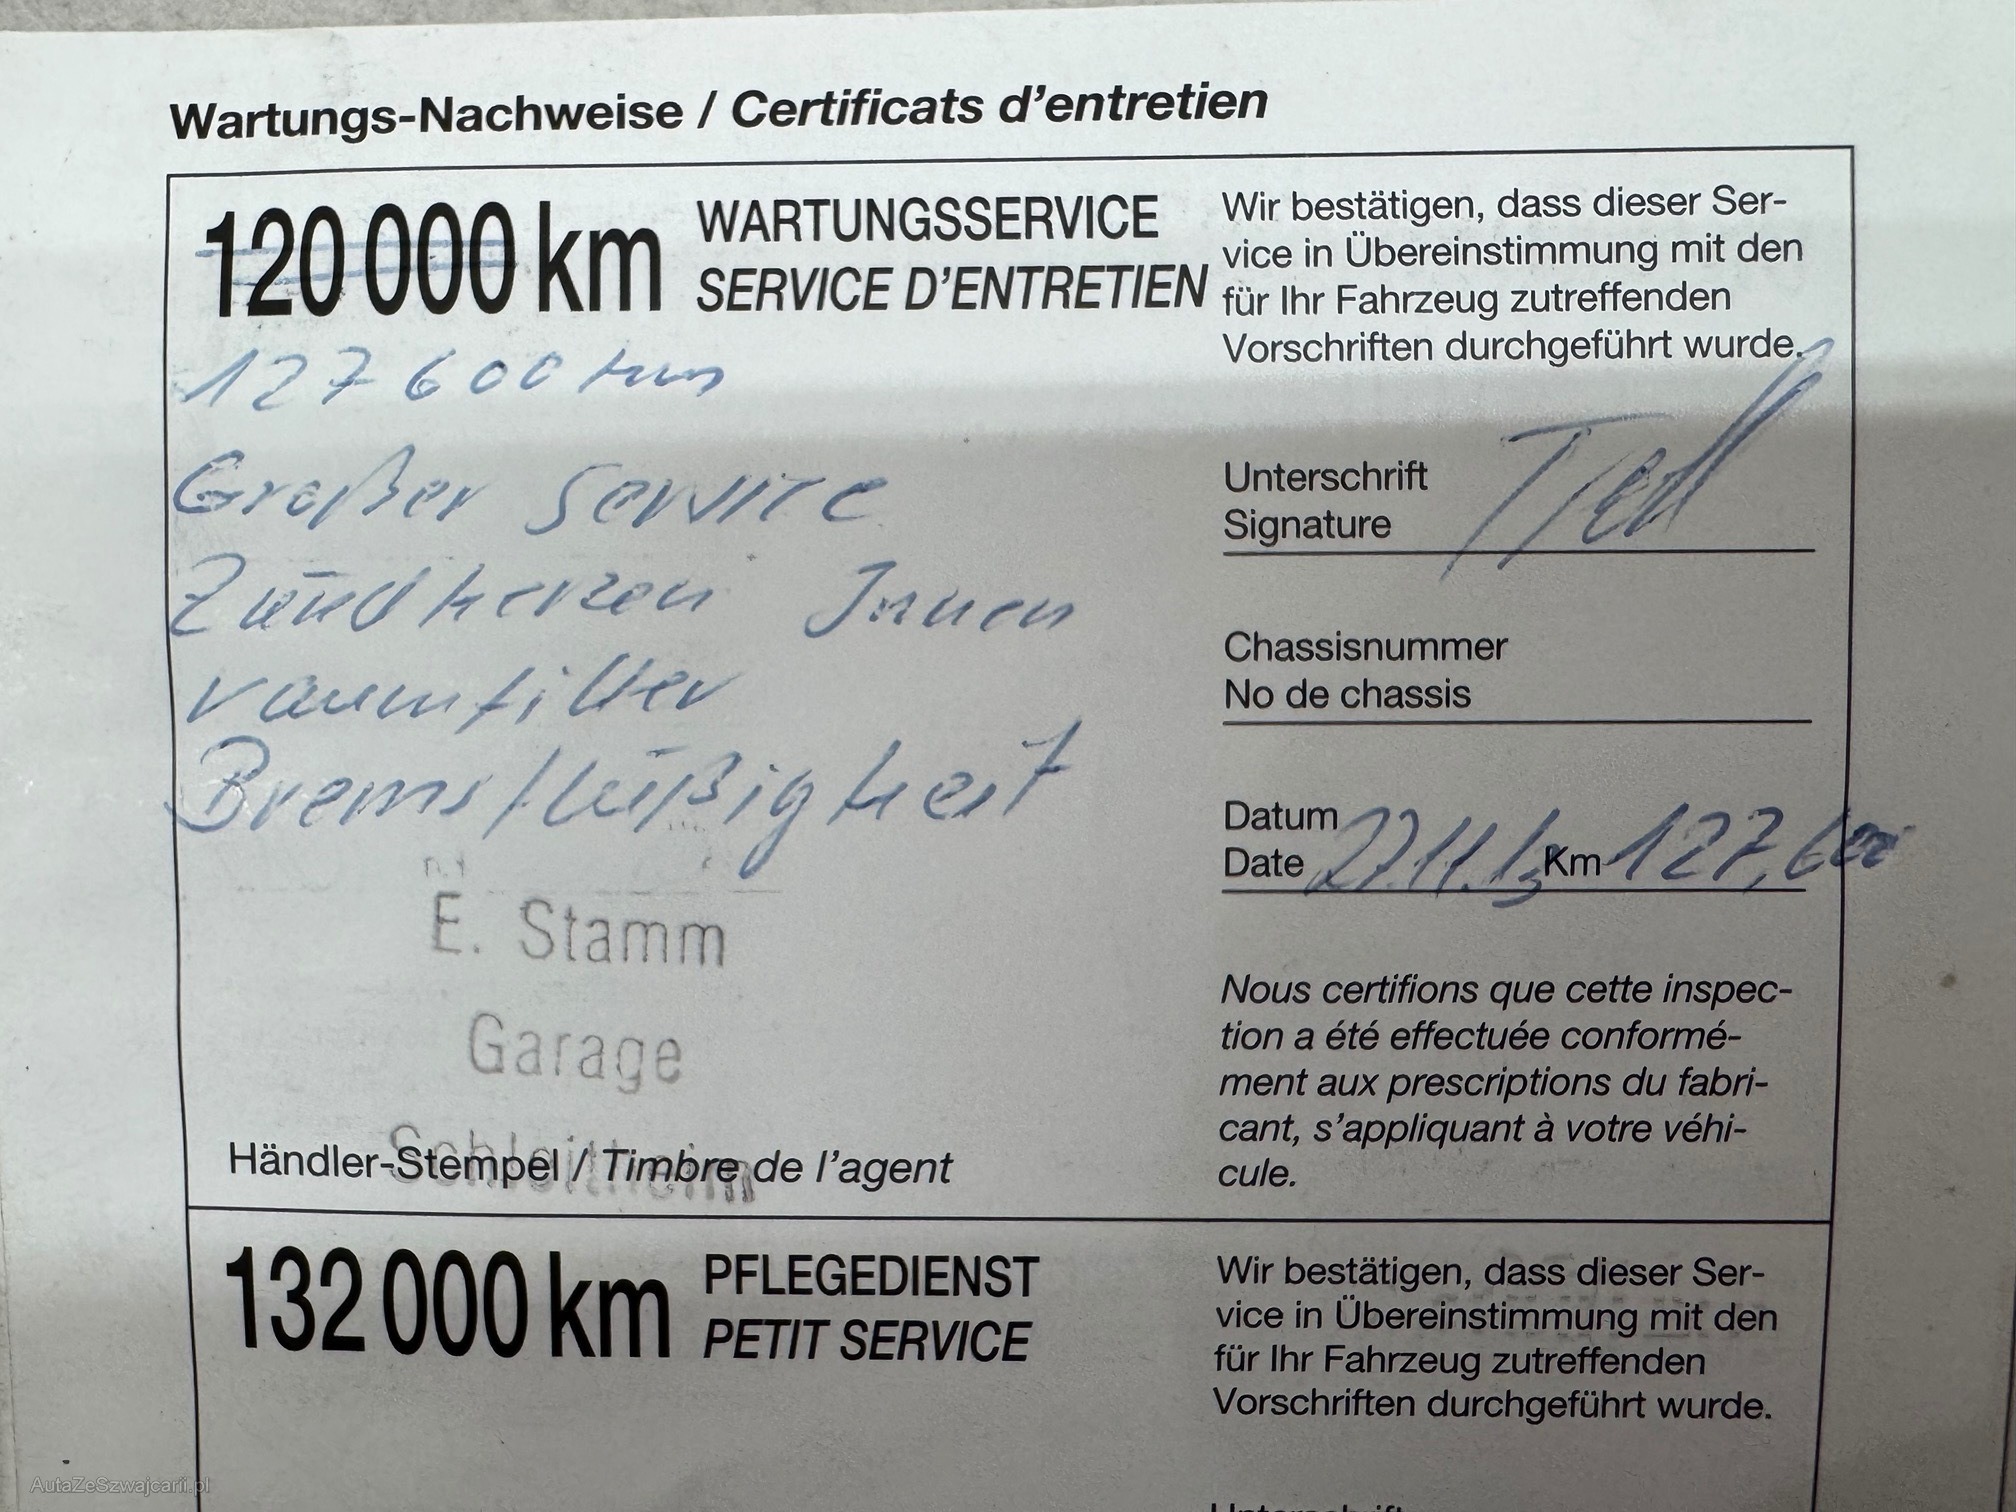 Wartungs-Nachweise / Certificats d'entretien
120 000 km WARTUNGSSERVICE
SERVICE D'ENTRETIEN
127 600 km
Großer Service
Zündkerzen Innen
raumfilter
Bremsflüßigkeit
E. Stamm
Garage
Schleitheim
Händler-Stempel / Timbre de l'agent
Wir bestätigen, dass dieser Ser-
vice in Übereinstimmung mit den
für Ihr Fahrzeug zutreffenden
Vorschriften durchgeführt wurde.
Unterschrift
Signature
Chassisnummer
No de chassis
Datum
Date 27.11.13 Km 127,600
Nous certifions que cette inspec-
tion a été effectuée conformé-
ment aux prescriptions du fabri-
cant, s'appliquant à votre véhi-
cule.
132 000 km PFLEGEDIENST
PETIT SERVICE
Wir bestätigen, dass dieser Ser-
vice in Übereinstimmung mit den
für Ihr Fahrzeug zutreffenden
Vorschriften durchgeführt wurde.
Unterschrift
AutaZeSzwajcarii.pl